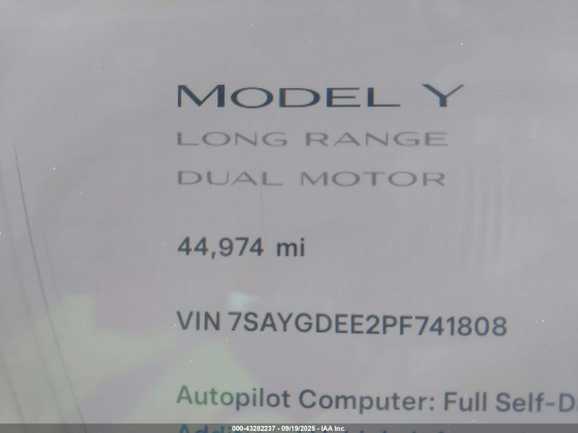 MODEL Y
LONG RANGE
DUAL MOTOR
44,974 mi
VIN 7SAYGDEE2PF741808
Autopilot Computer: Full Self-D
000-43282237 - 09/19/2025 - IAA Inc.